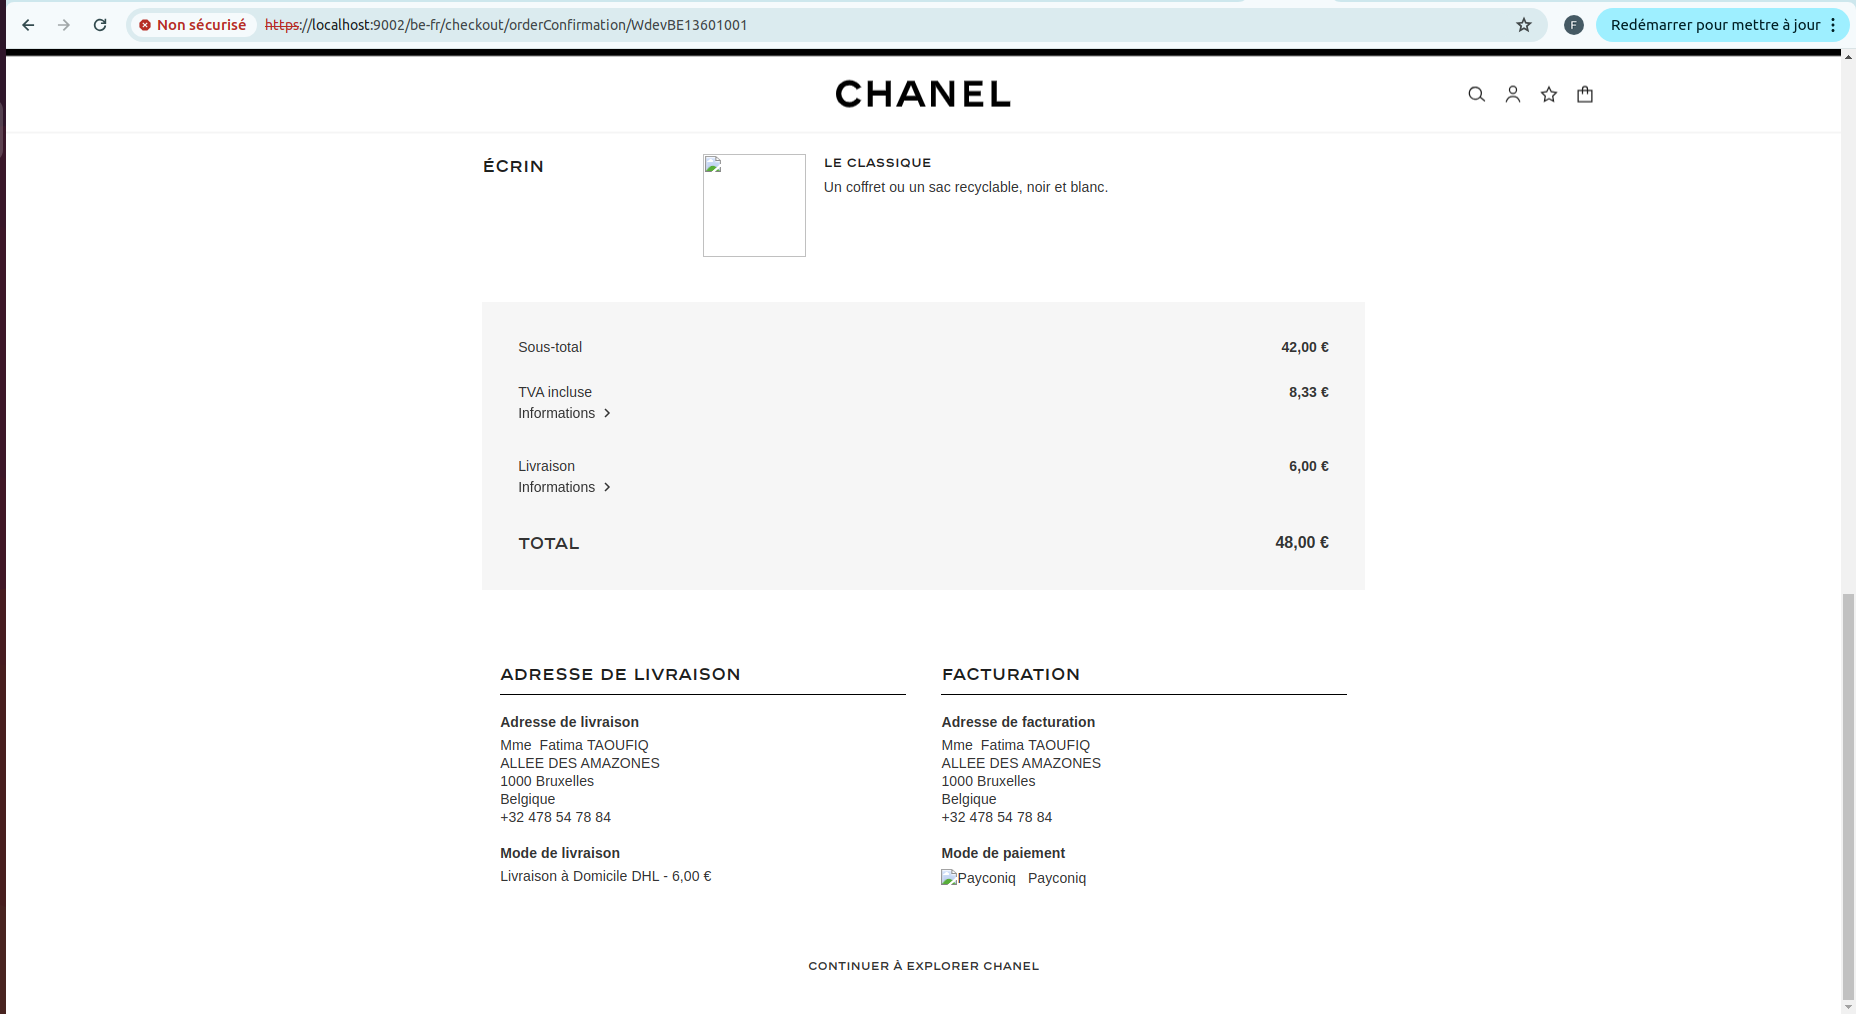 Non sécurisé https://localhost:9002/be-fr/checkout/orderConfirmation/WdevBE13601001 F Redémarrer pour mettre à jour
CHANEL
ÉCRIN
LE CLASSIQUE
Un coffret ou un sac recyclable, noir et blanc.
Sous-total 42,00 €
TVA incluse 8,33 €
Informations
Livraison 6,00 €
Informations
TOTAL 48,00 €
ADRESSE DE LIVRAISON
Adresse de livraison
Mme  Fatima TAOUFIQ
ALLEE DES AMAZONES
1000 Bruxelles
Belgique
+32 478 54 78 84
Mode de livraison
Livraison à Domicile DHL - 6,00 €
FACTURATION
Adresse de facturation
Mme  Fatima TAOUFIQ
ALLEE DES AMAZONES
1000 Bruxelles
Belgique
+32 478 54 78 84
Mode de paiement
Payconiq Payconiq
CONTINUER À EXPLORER CHANEL